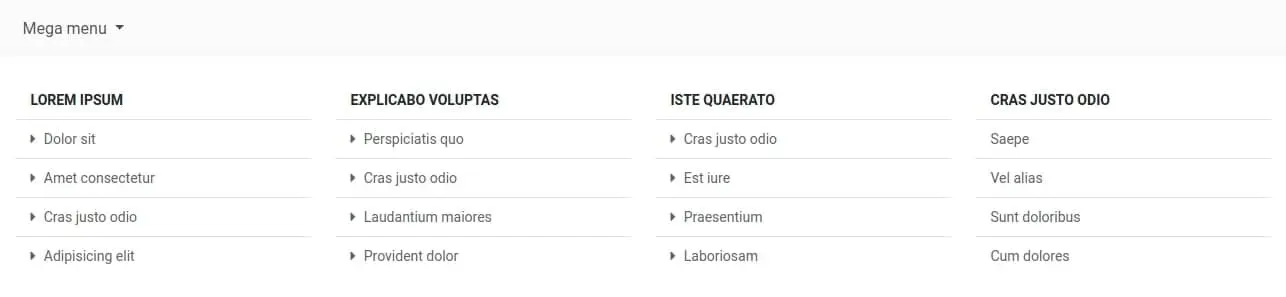 Mega menu
LOREM IPSUM
Dolor sit
Amet consectetur
Cras justo odio
Adipisicing elit
EXPLICABO VOLUPTAS
Perspiciatis quo
Cras justo odio
Laudantium maiores
Provident dolor
ISTE QUAERATO
Cras justo odio
Est iure
Praesentium
Laboriosam
CRAS JUSTO ODIO
Saepe
Vel alias
Sunt doloribus
Cum dolores